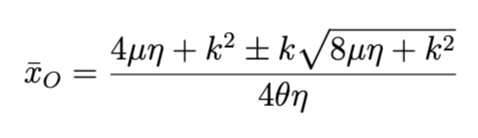 x̄_O = (4μη + k² ± k√(8μη + k²)) / (4θη)